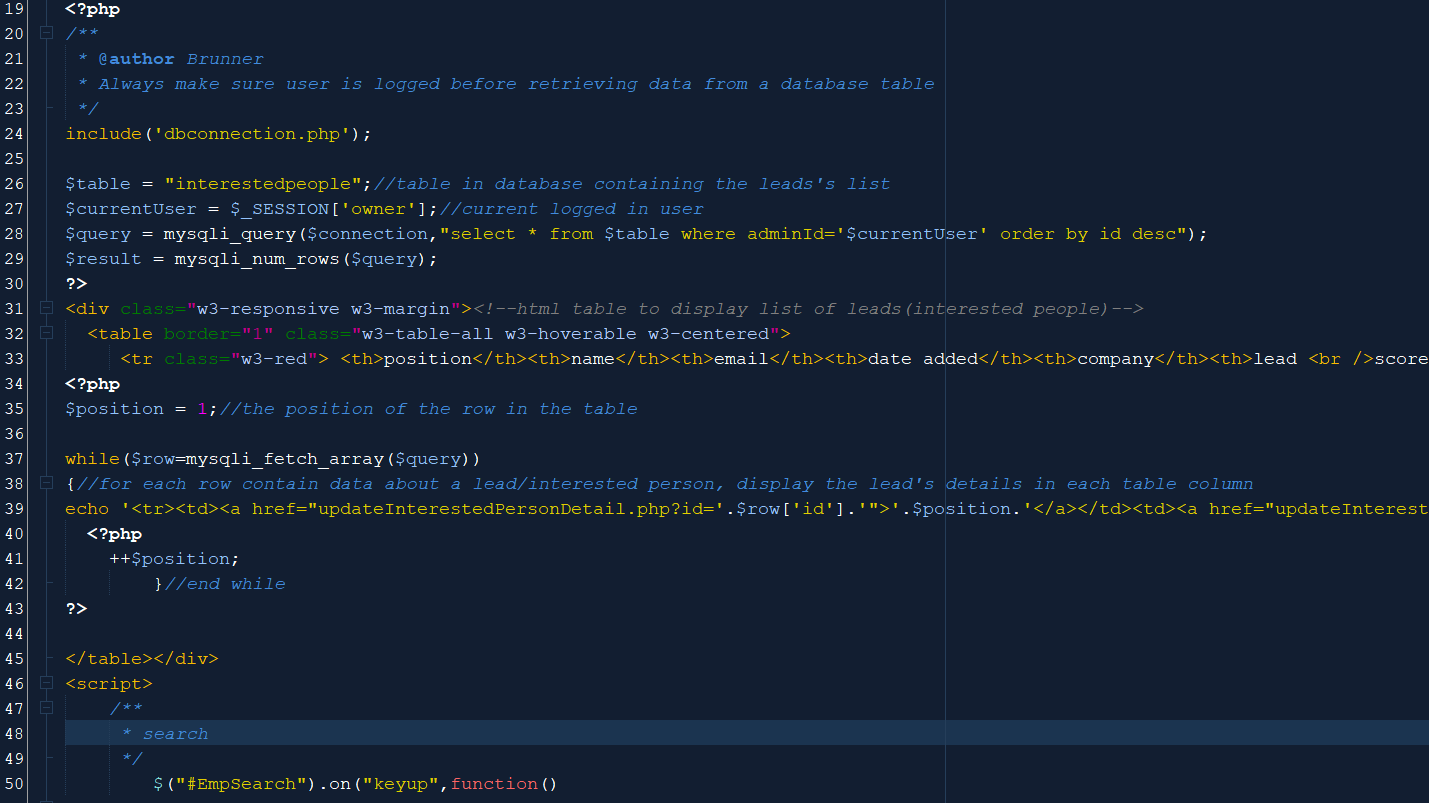 19 <?php
20 /**
21 * @author Brunner
22 * Always make sure user is logged before retrieving data from a database table
23 */
24 include('dbconnection.php');
25
26 $table = "interestedpeople";//table in database containing the leads's list
27 $currentUser = $_SESSION['owner'];//current logged in user
28 $query = mysqli_query($connection,"select * from $table where adminId='$currentUser' order by id desc");
29 $result = mysqli_num_rows($query);
30 ?>
31 <div class="w3-responsive w3-margin"><!--html table to display list of leads(interested people)-->
32 <table border="1" class="w3-table-all w3-hoverable w3-centered">
33 <tr class="w3-red"> <th>position</th><th>name</th><th>email</th><th>date added</th><th>company</th><th>lead <br />score
34 <?php
35 $position = 1;//the position of the row in the table
36
37 while($row=mysqli_fetch_array($query))
38 {//for each row contain data about a lead/interested person, display the lead's details in each table column
39 echo '<tr><td><a href="updateInterestedPersonDetail.php?id='.$row['id'].'">'.$position.'</a></td><td><a href="updateInterest
40 <?php
41 ++$position;
42 }//end while
43 ?>
44
45 </table></div>
46 <script>
47 /**
48 * search
49 */
50 $("#EmpSearch").on("keyup",function()